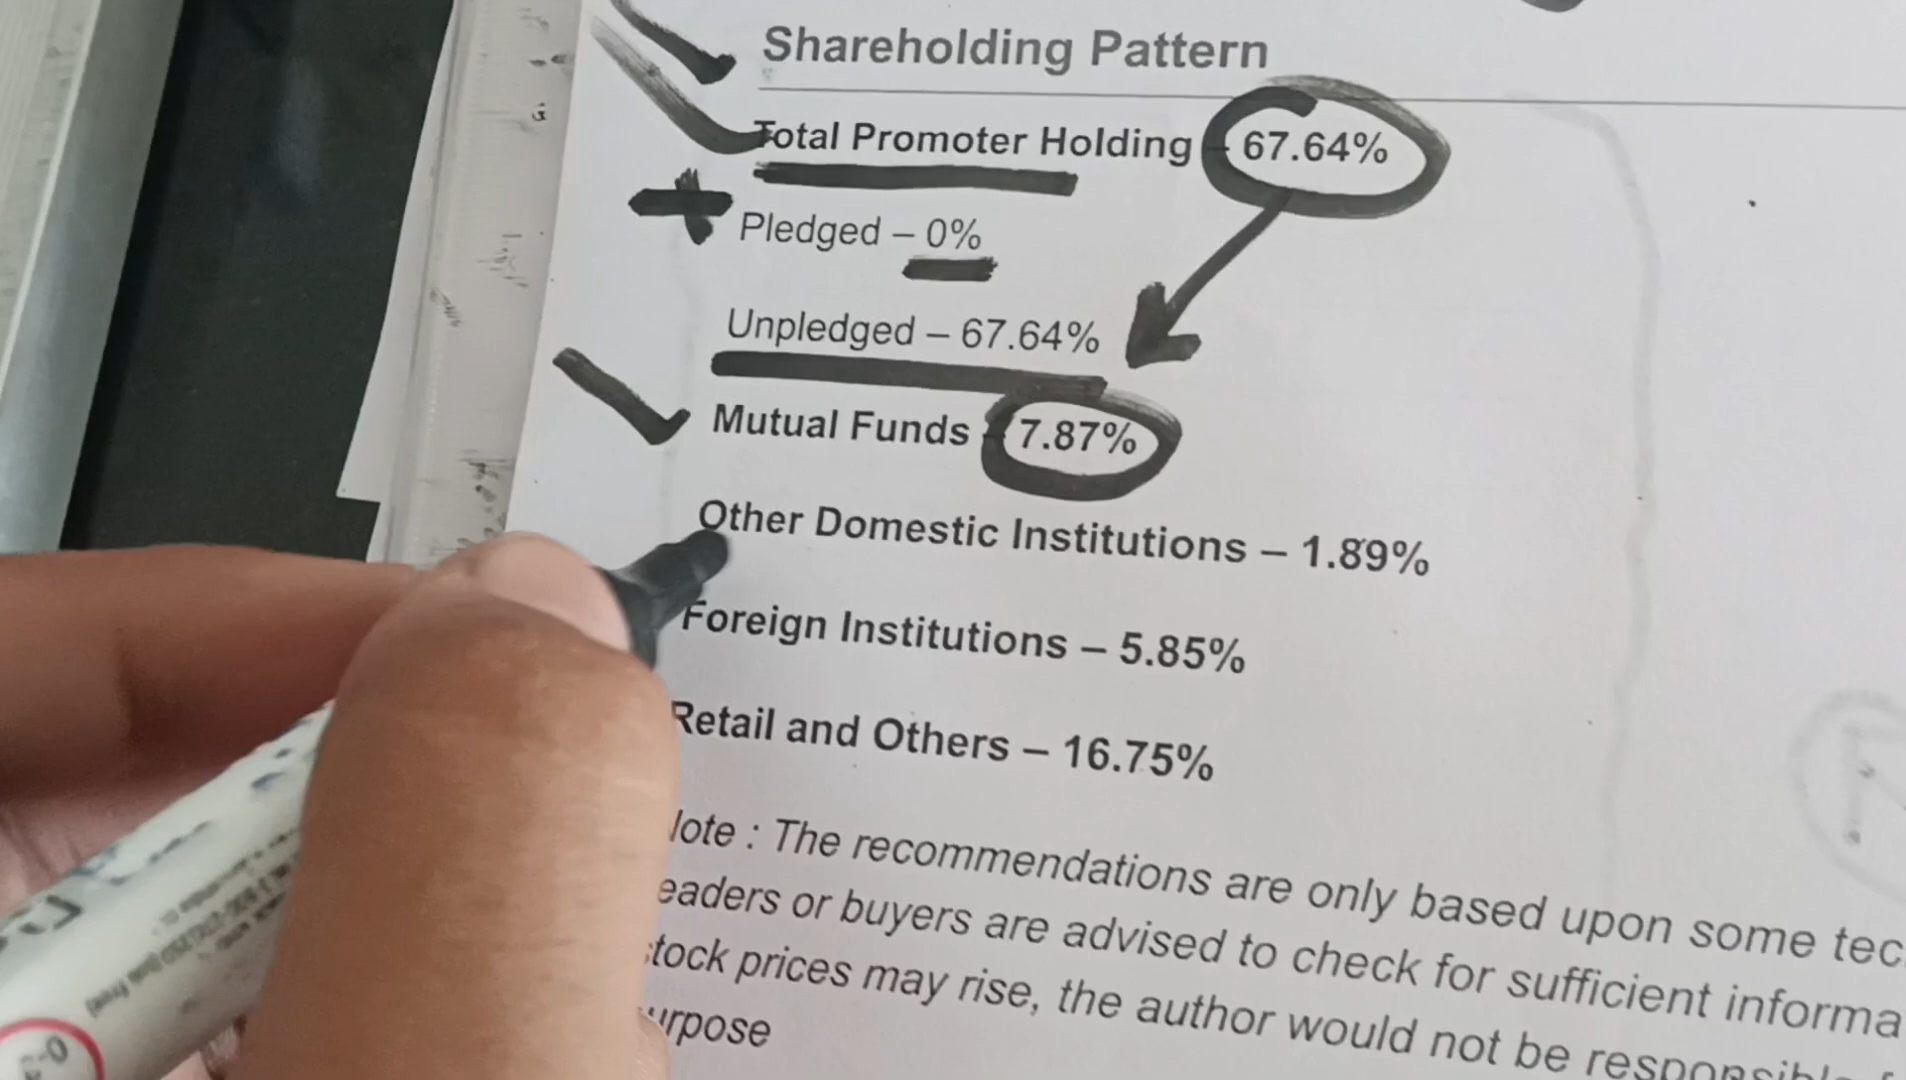 Shareholding Pattern
Total Promoter Holding – 67.64%
Pledged – 0%
Unpledged – 67.64%
Mutual Funds – 7.87%
Other Domestic Institutions – 1.89%
Foreign Institutions – 5.85%
Retail and Others – 16.75%
: The recommendations are only based upon some
or buyers are advised to check for sufficient
prices may rise, the author would not be